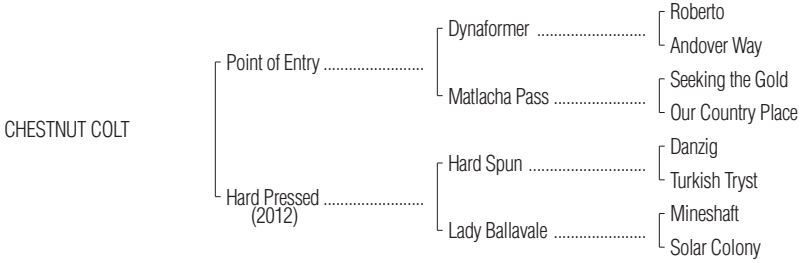 Roberto
Dynaformer ..........................
Andover Way
Point of Entry ........................
Seeking the Gold
Matlacha Pass ......................
Our Country Place
CHESTNUT COLT
Danzig
Hard Spun ............................
Turkish Tryst
Hard Pressed ........................
(2012)
Mineshaft
Lady Ballavale ......................
Solar Colony